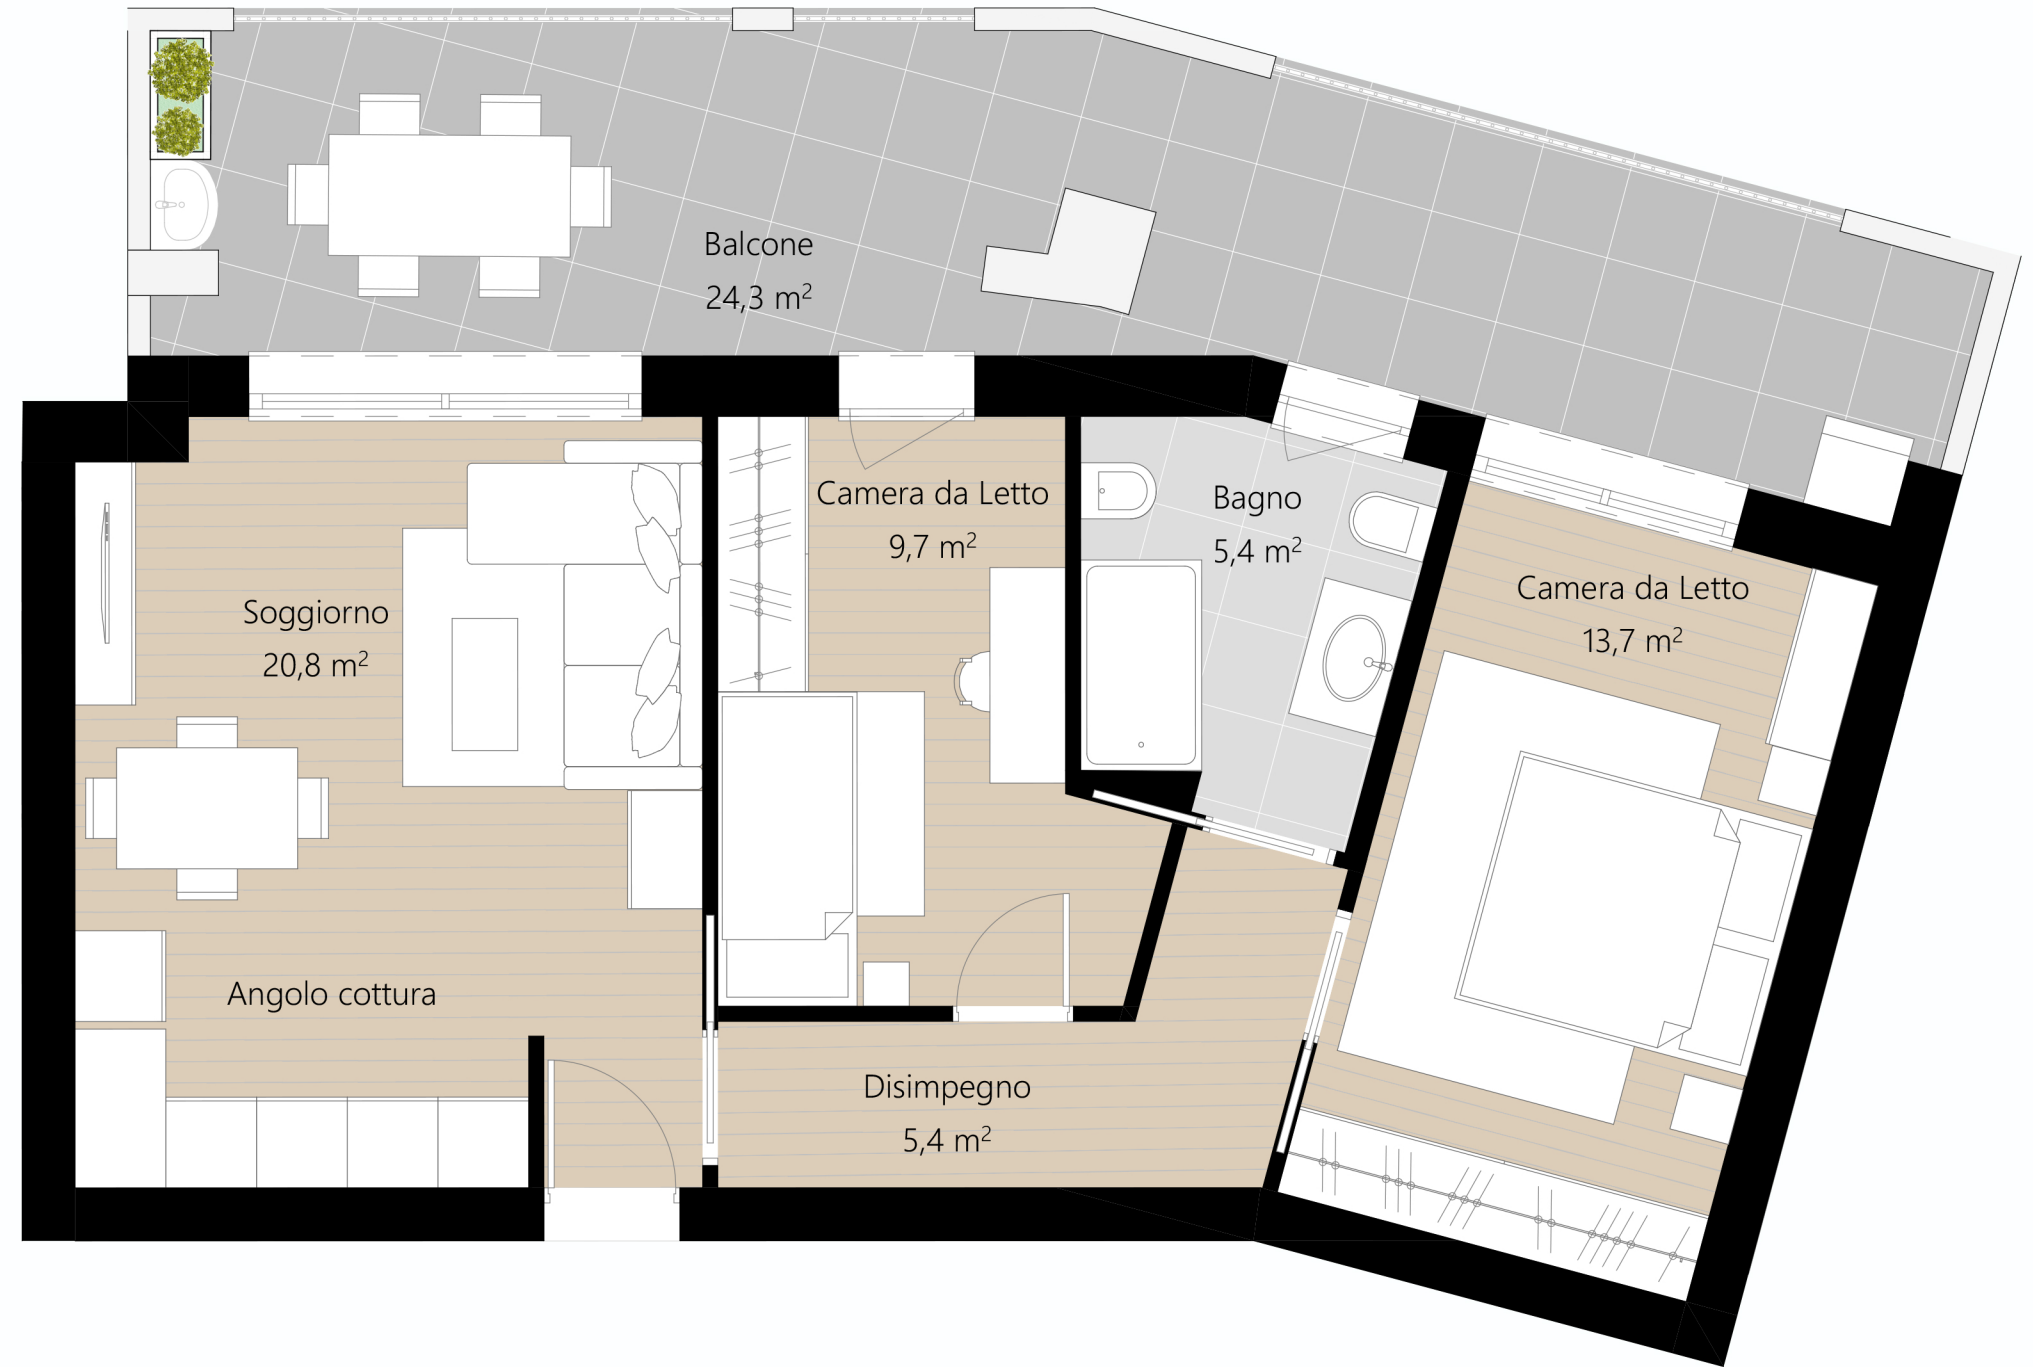 Balcone
24,3 m²
Camera da Letto
9,7 m²
Bagno
5,4 m²
Camera da Letto
13,7 m²
Soggiorno
20,8 m²
Angolo cottura
Disimpegno
5,4 m²